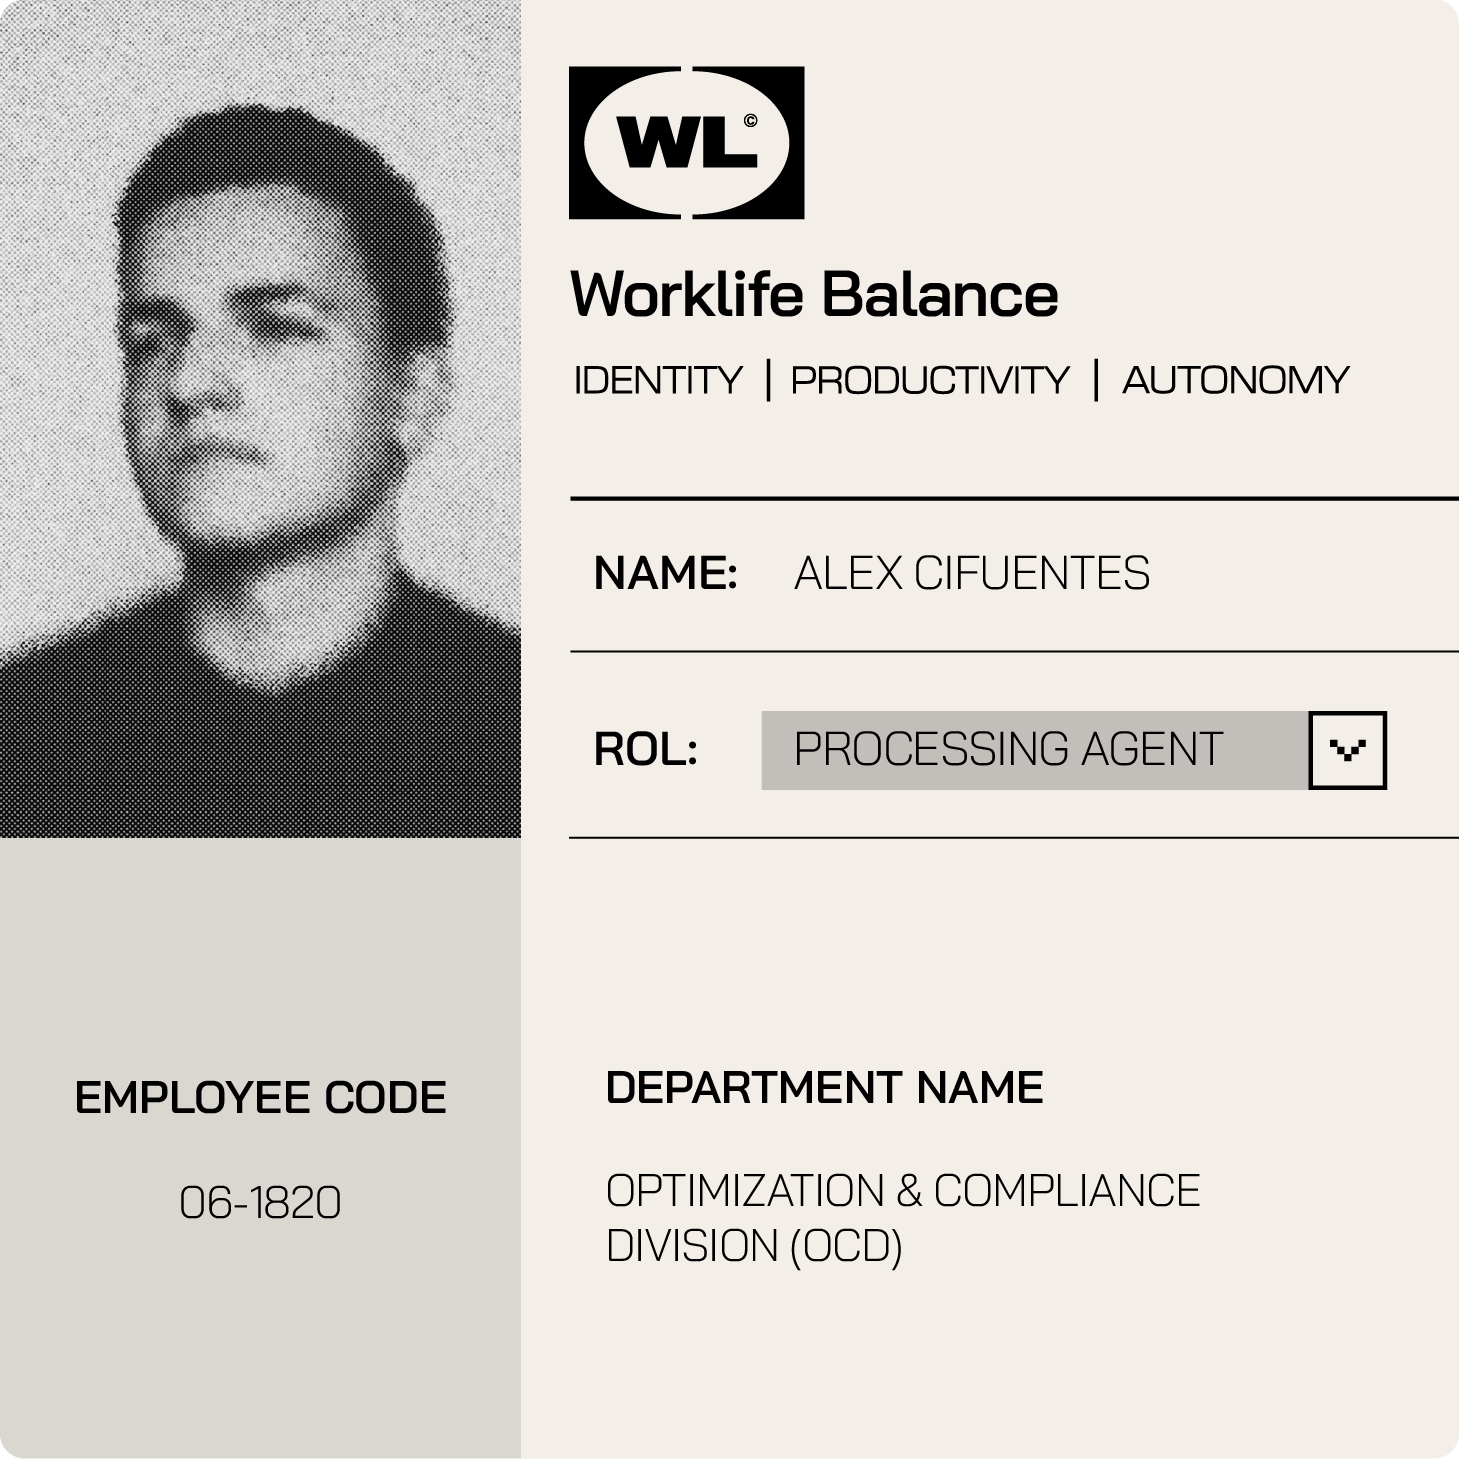 WL©
Worklife Balance
IDENTITY | PRODUCTIVITY | AUTONOMY
NAME: ALEX CIFUENTES
ROL: PROCESSING AGENT
EMPLOYEE CODE
06-1820
DEPARTMENT NAME
OPTIMIZATION & COMPLIANCE
DIVISION (OCD)